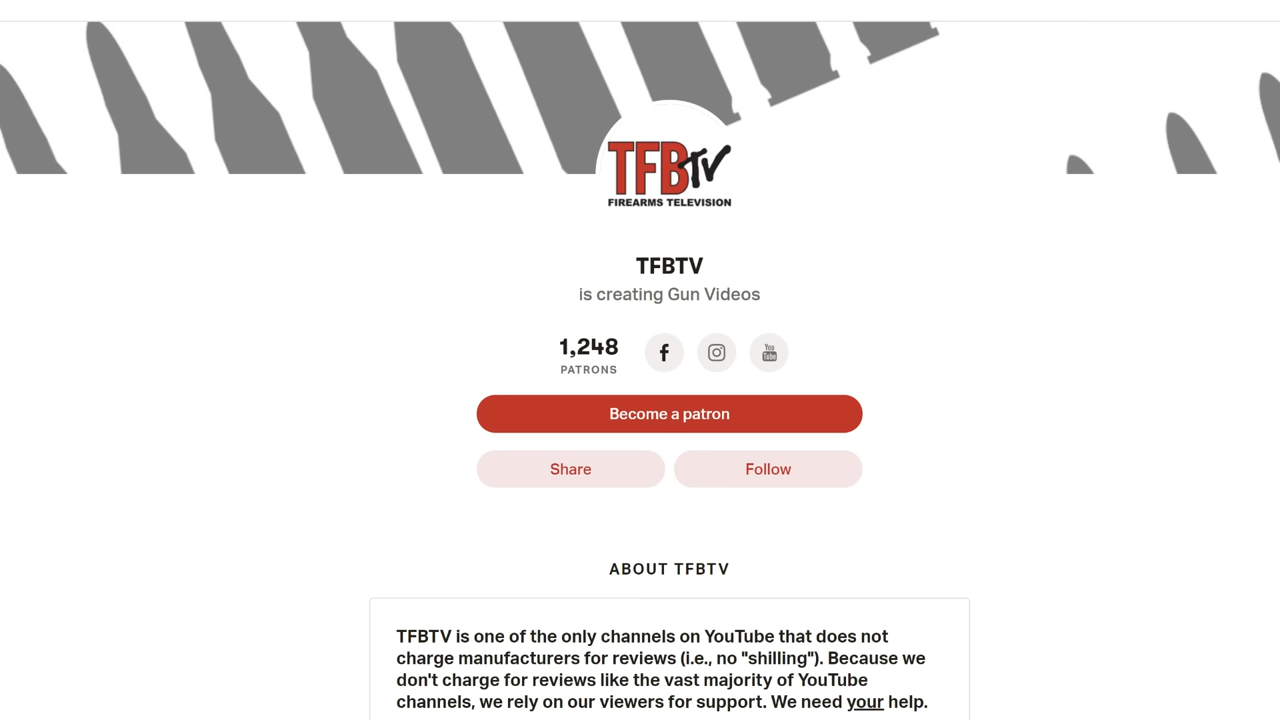 TFBTV
FIREARMS TELEVISION
TFBTV
is creating Gun Videos
1,248
PATRONS
You
Tube
Become a patron
Share
Follow
ABOUT TFBTV
TFBTV is one of the only channels on YouTube that does not
charge manufacturers for reviews (i.e., no "shilling"). Because we
don't charge for reviews like the vast majority of YouTube
channels, we rely on our viewers for support. We need your help.